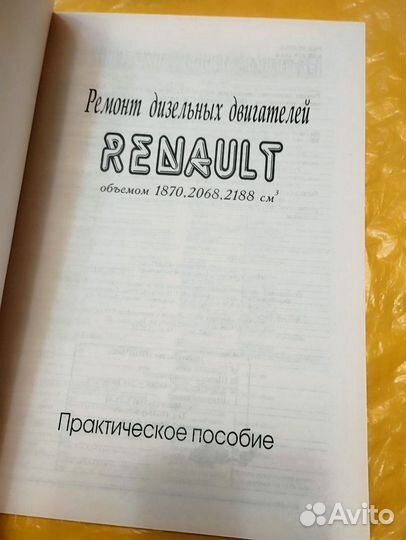 Ремонт дизельных двигателей
RENAULT
объемом 1870,2068,2188 см³
Практическое пособие
Avito